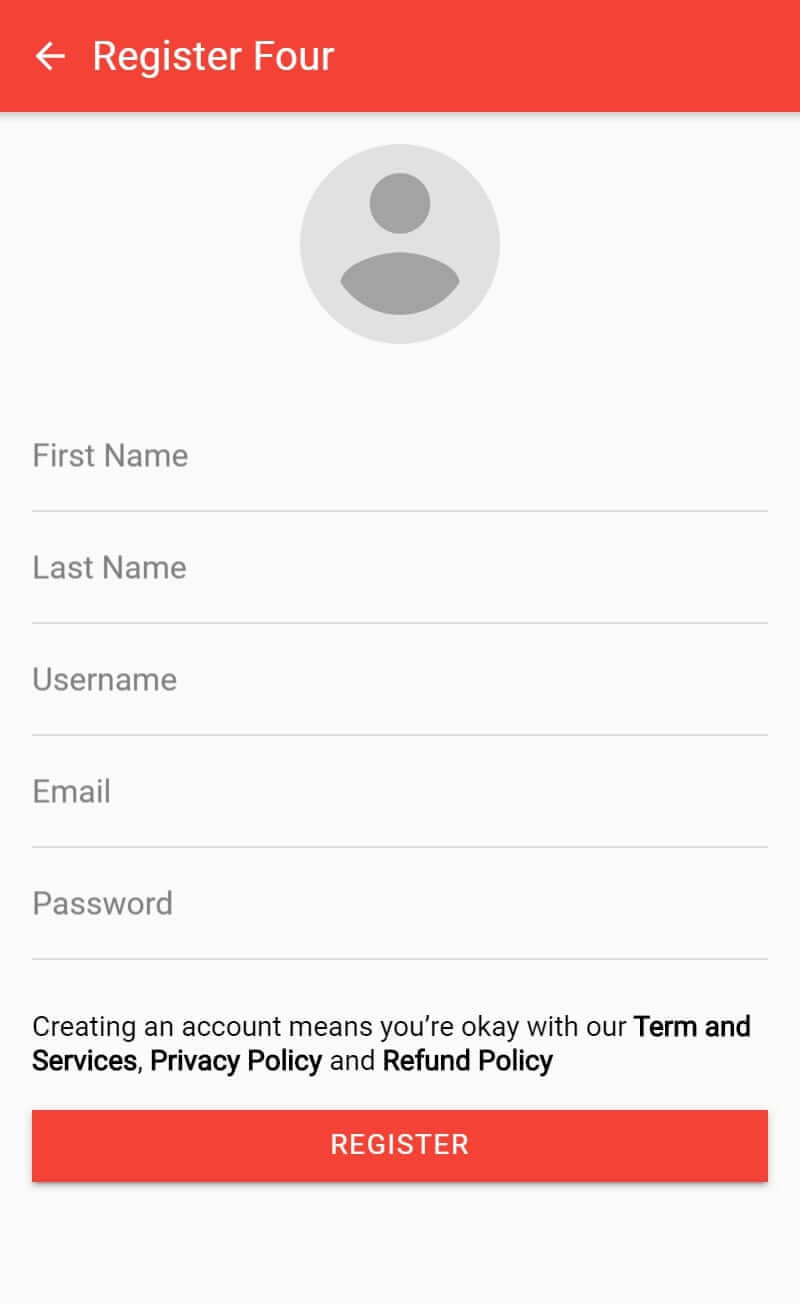 Register Four
First Name
Last Name
Username
Email
Password
Creating an account means you’re okay with our Term and
Services, Privacy Policy and Refund Policy
REGISTER